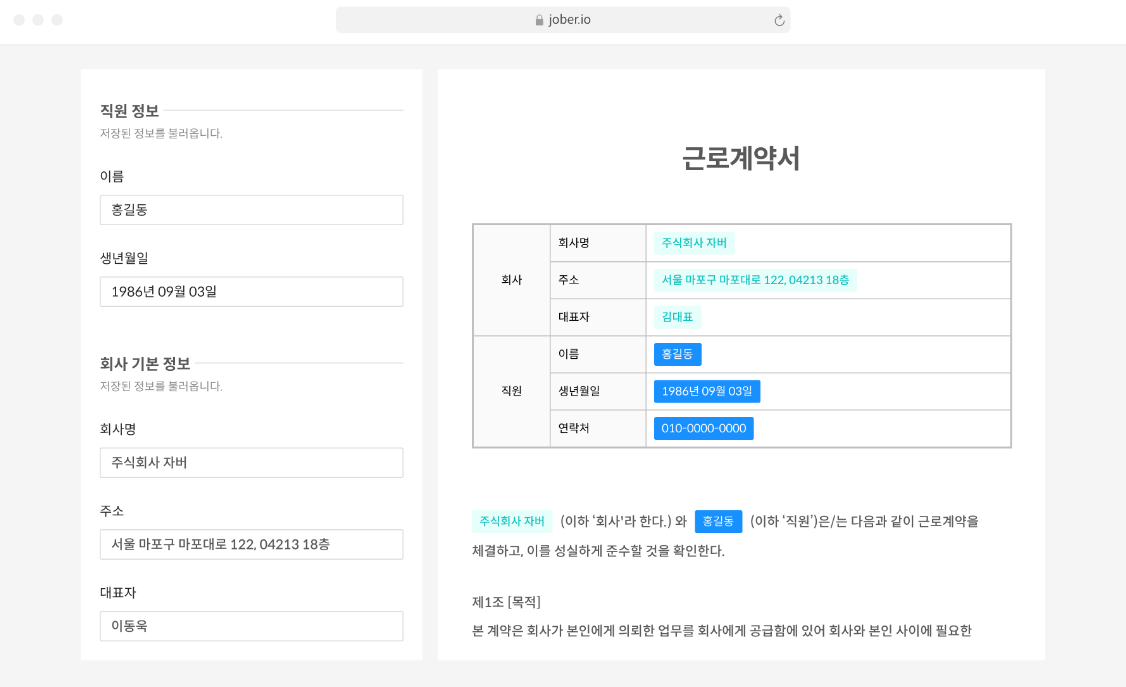 jober.io
직원 정보
저장된 정보를 불러옵니다.
이름
홍길동
생년월일
1986년 09월 03일
회사 기본 정보
저장된 정보를 불러옵니다.
회사명
주식회사 자버
주소
서울 마포구 마포대로 122, 04213 18층
대표자
이동욱
근로계약서
회사
회사명 주식회사 자버
주소 서울 마포구 마포대로 122, 04213 18층
대표자 김대표
직원
이름 홍길동
생년월일 1986년 09월 03일
연락처 010-0000-0000
주식회사 자버 (이하 ‘회사'라 한다.) 와 홍길동 (이하 ‘직원’)은/는 다음과 같이 근로계약을
체결하고, 이를 성실하게 준수할 것을 확인한다.
제1조 [목적]
본 계약은 회사가 본인에게 의뢰한 업무를 회사에게 공급함에 있어 회사와 본인 사이에 필요한